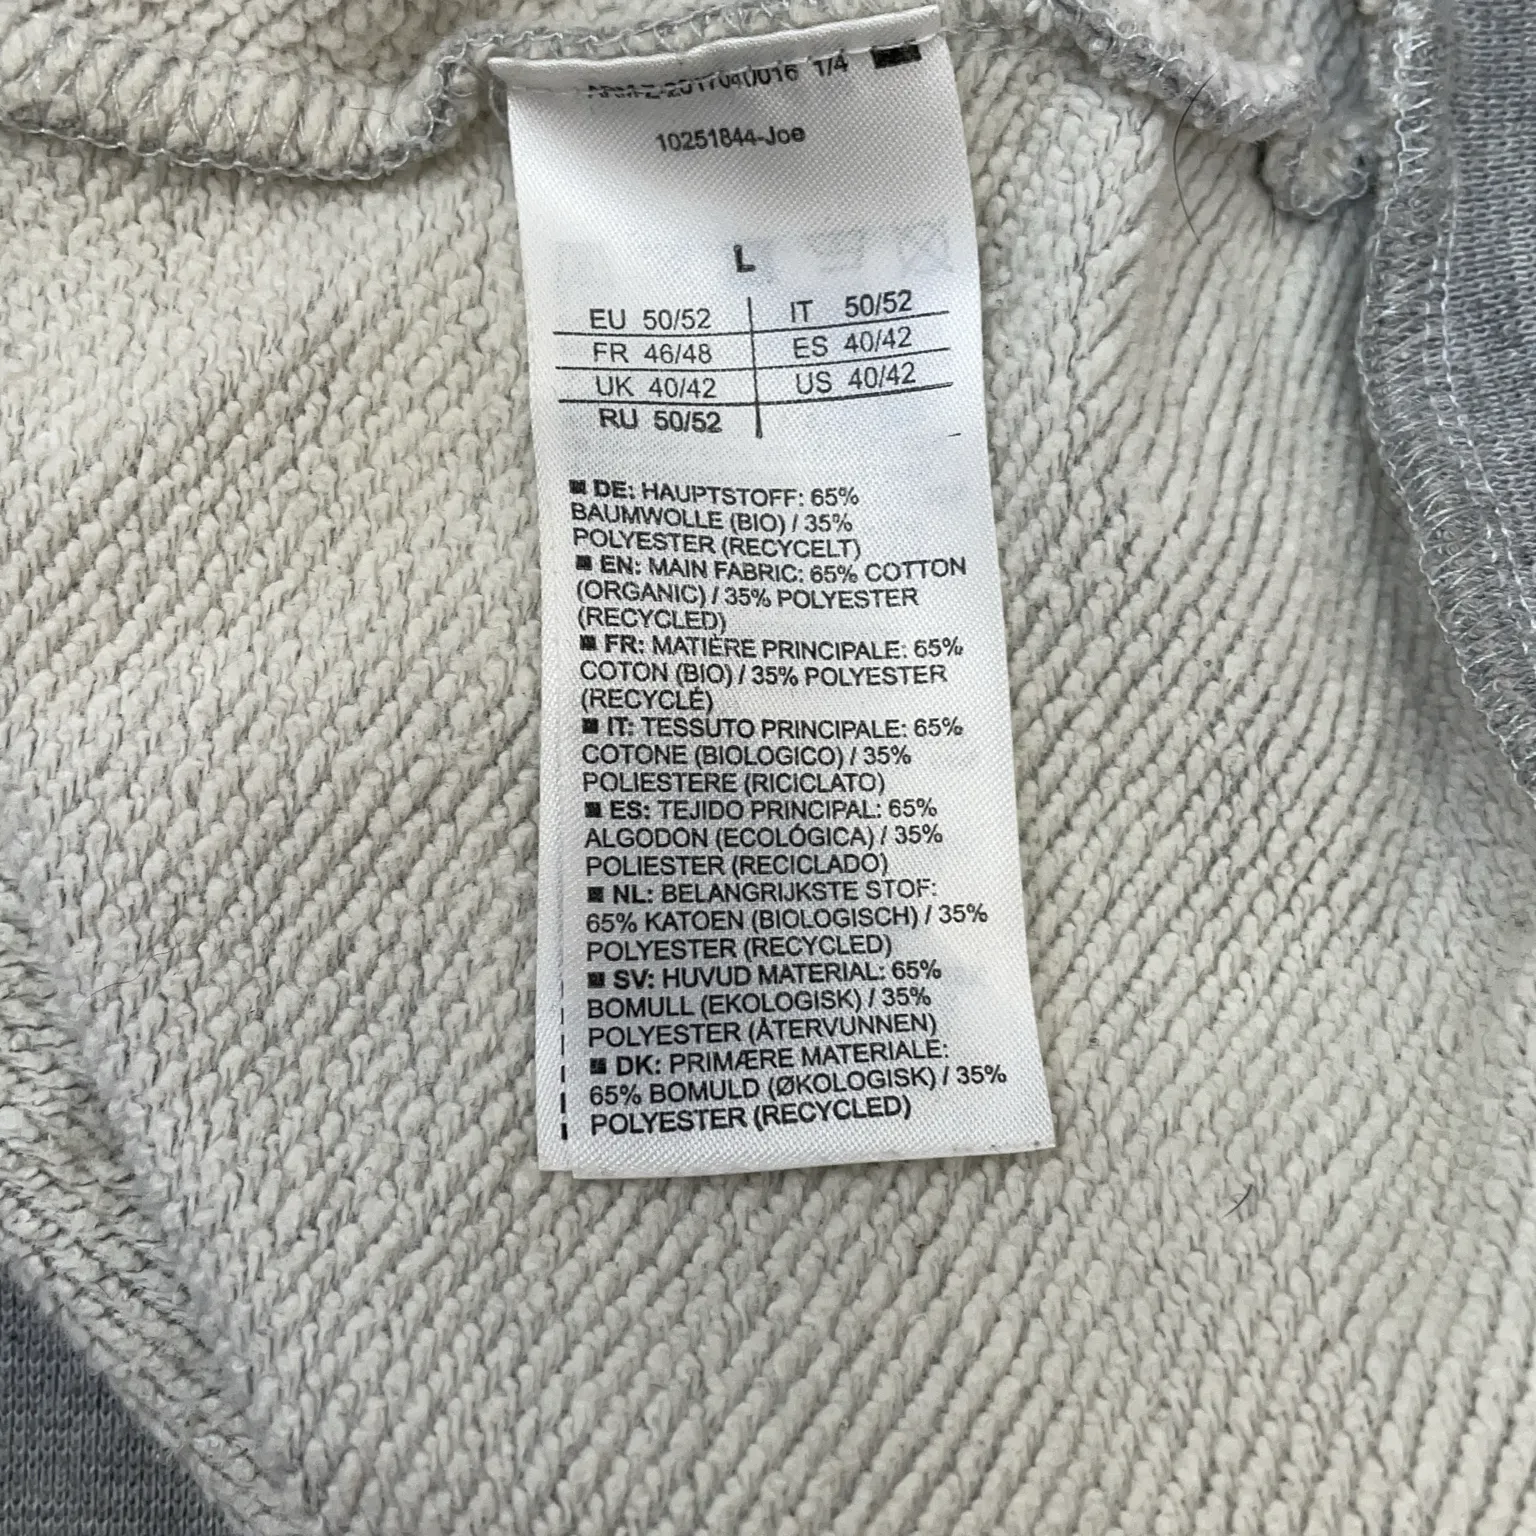 1/4
10251844-Joe
L
EU 50/52 IT 50/52
FR 46/48 ES 40/42
UK 40/42 US 40/42
RU 50/52
DE: HAUPTSTOFF: 65%
BAUMWOLLE (BIO) / 35%
POLYESTER (RECYCELT)
EN: MAIN FABRIC: 65% COTTON
(ORGANIC) / 35% POLYESTER
(RECYCLED)
FR: MATIÈRE PRINCIPALE: 65%
COTON (BIO) / 35% POLYESTER
(RECYCLÉ)
IT: TESSUTO PRINCIPALE: 65%
COTONE (BIOLOGICO) / 35%
POLIESTERE (RICICLATO)
ES: TEJIDO PRINCIPAL: 65%
ALGODON (ECOLÓGICA) / 35%
POLIESTER (RECICLADO)
NL: BELANGRIJKSTE STOF:
65% KATOEN (BIOLOGISCH) / 35%
POLYESTER (RECYCLED)
SV: HUVUD MATERIAL: 65%
BOMULL (EKOLOGISK) / 35%
POLYESTER (ÅTERVUNNEN)
DK: PRIMÆRE MATERIALE:
65% BOMULD (ØKOLOGISK) / 35%
POLYESTER (RECYCLED)